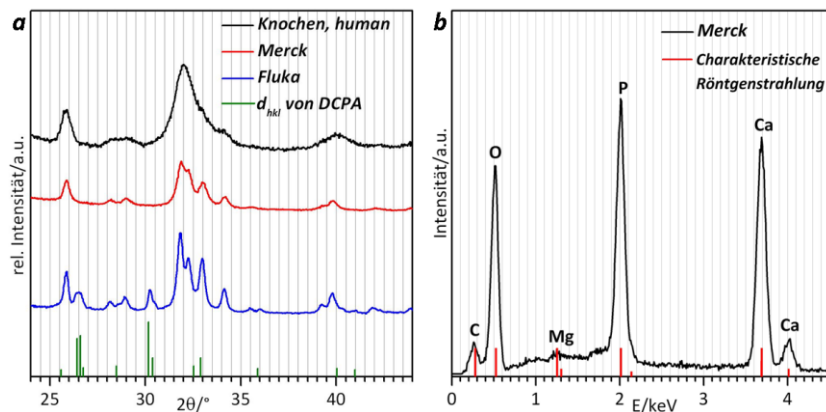 a
Knochen, human
Merck
Fluka
d_hkl von DCPA
rel. Intensität/a.u.
25 30 35 40
2θ/°
b
Merck
Charakteristische
Röntgenstrahlung
P
Ca
O
C
Mg
Ca
Intensität/a.u.
0 1 2 3 4
E/keV